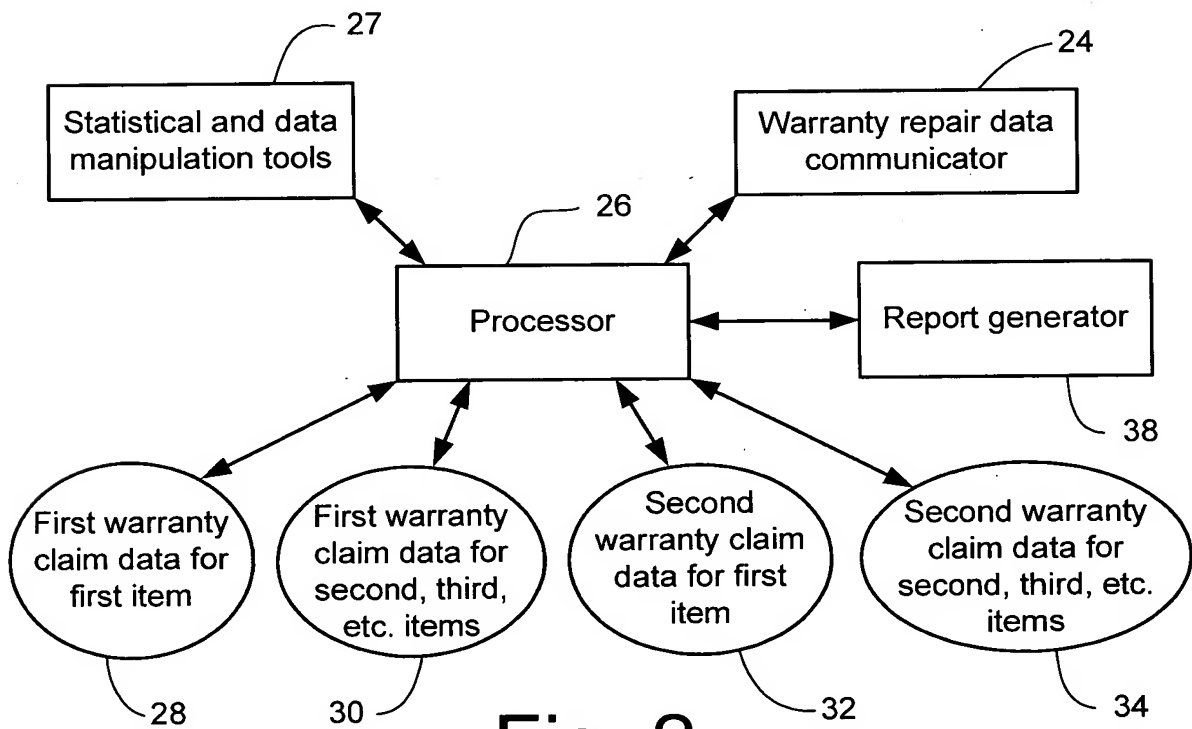 27
24
Statistical and data
manipulation tools
Warranty repair data
communicator
26
Processor
Report generator
38
First warranty
claim data for
first item
First warranty
claim data for
second, third,
etc. items
Second
warranty claim
data for first
item
Second warranty
claim data for
second, third, etc.
items
28
30
32
34